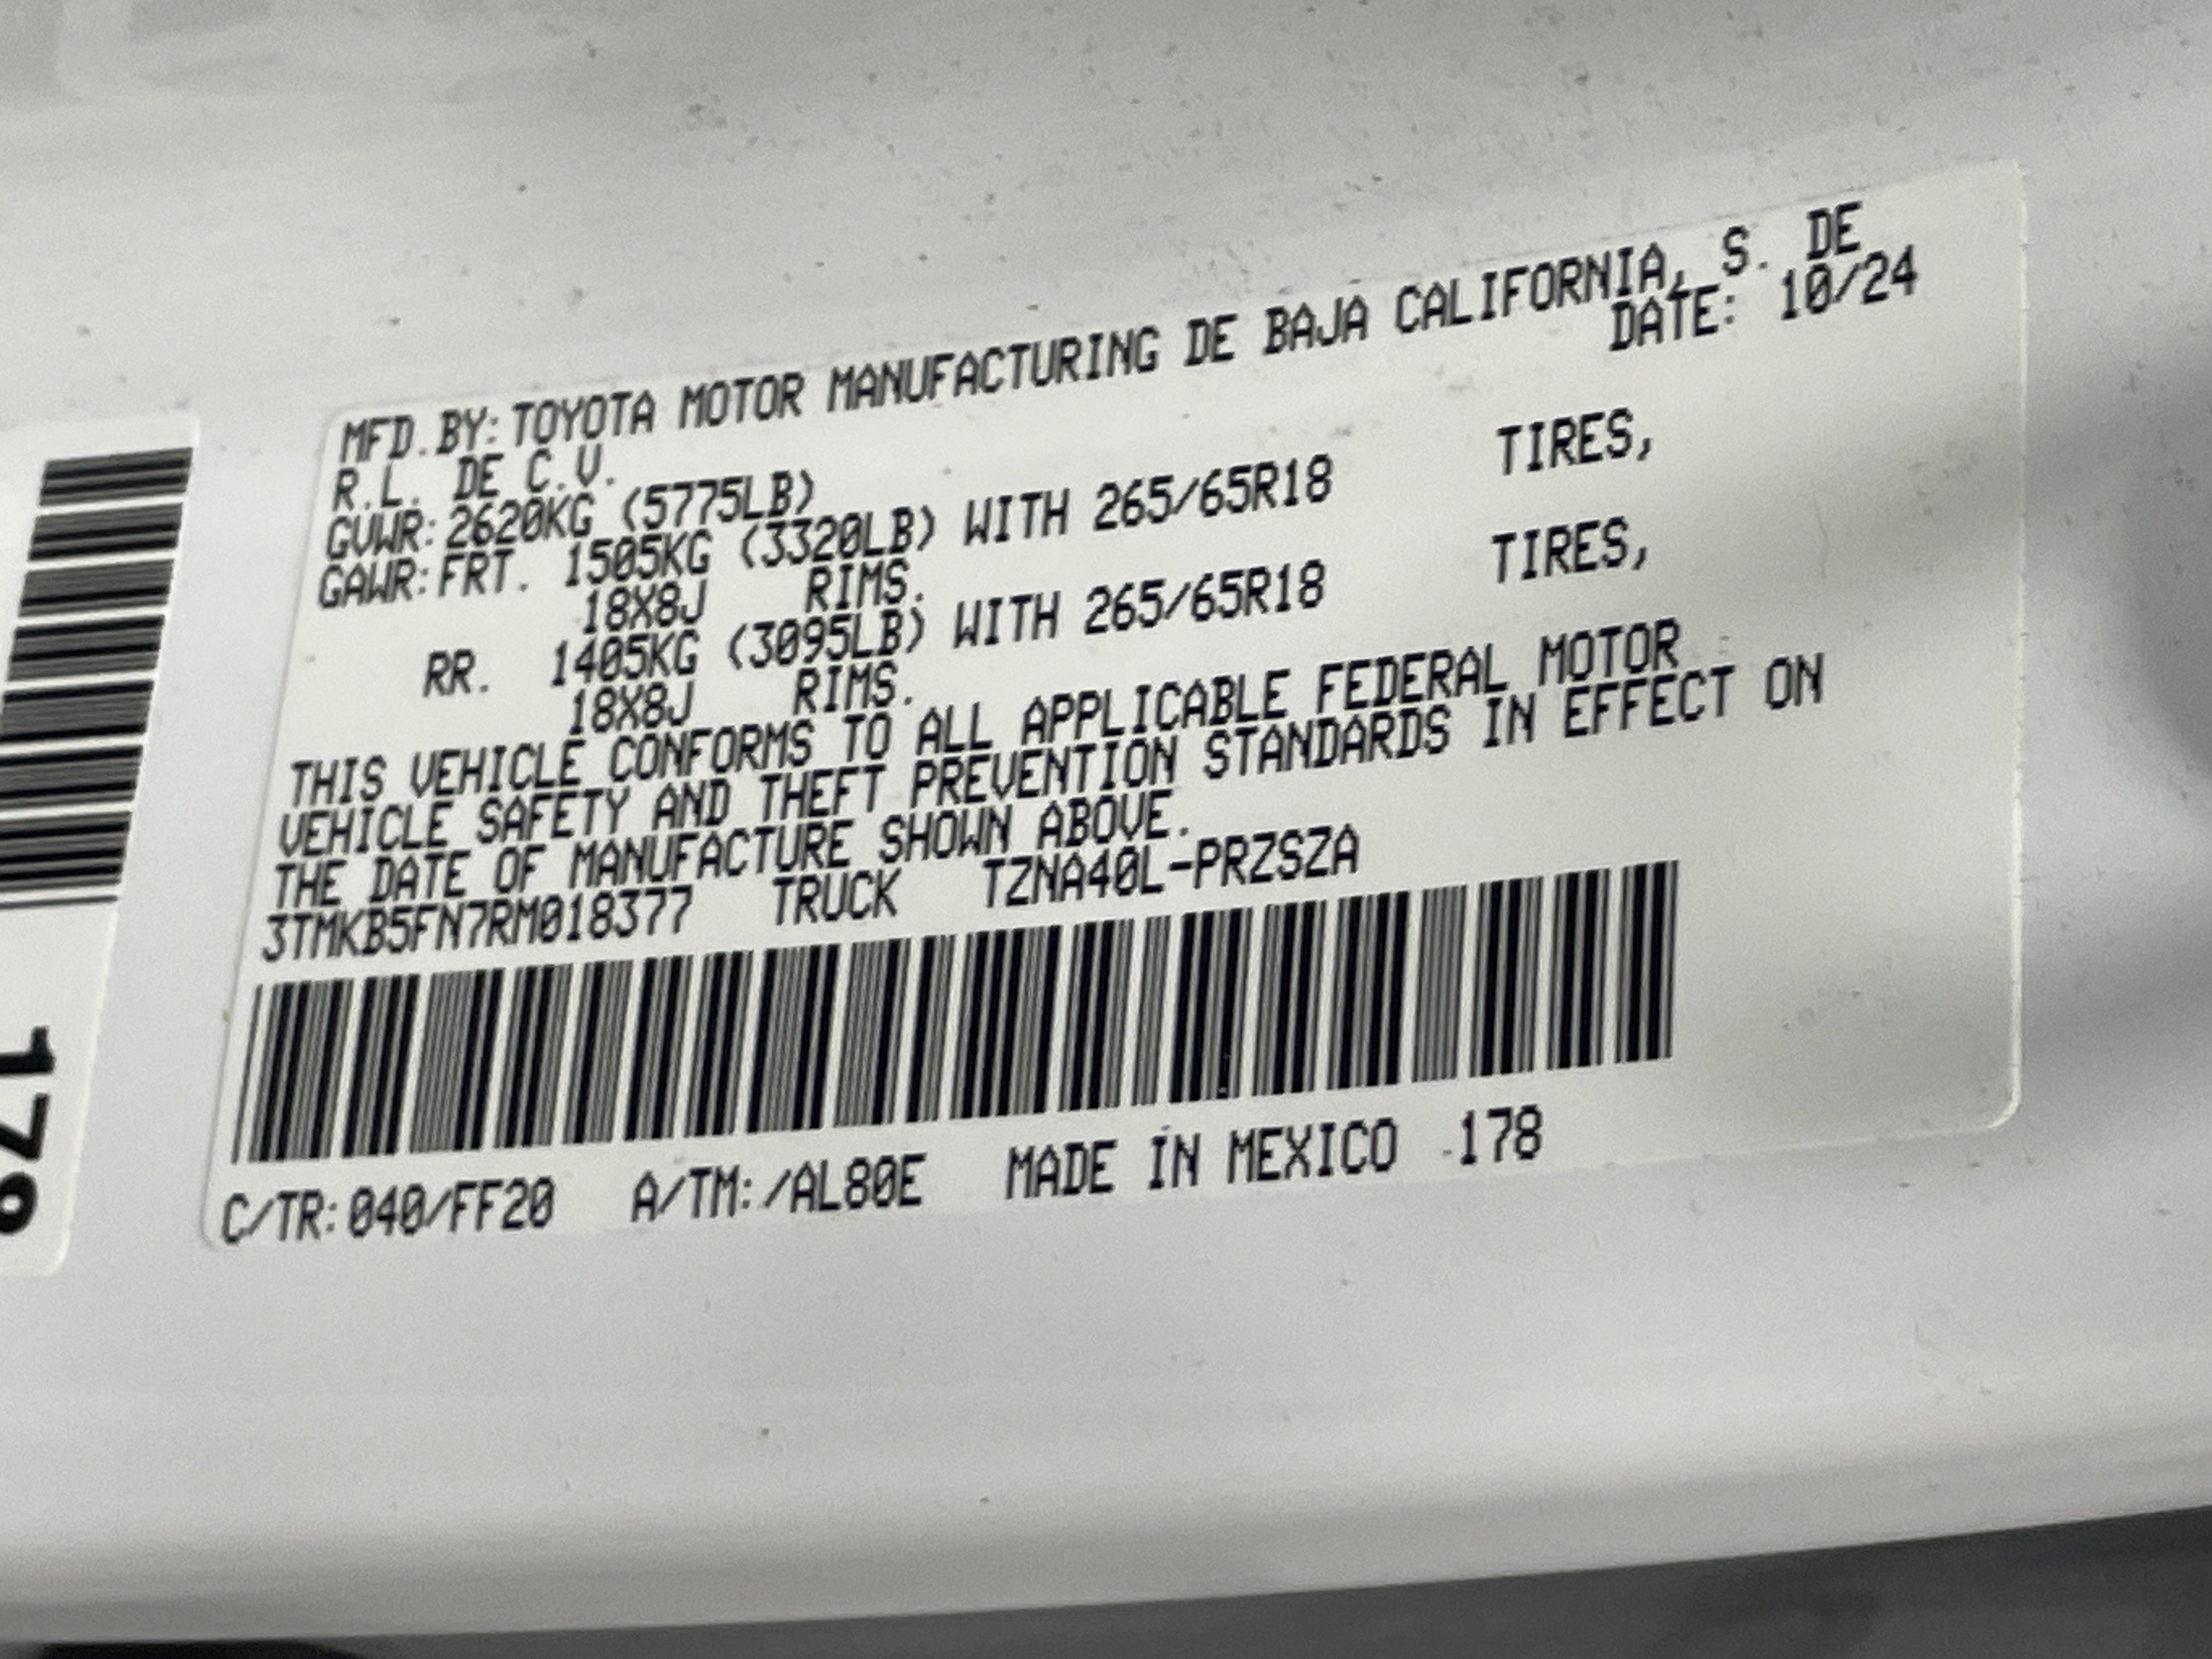 MFD.BY:TOYOTA MOTOR MANUFACTURING DE BAJA CALIFORNIA, S. DE
R.L. DE C.V. DATE: 10/24
GVWR:2620KG (5775LB)
GAWR:FRT. 1505KG (3320LB) WITH 265/65R18 TIRES,
18X8J RIMS.
RR. 1405KG (3095LB) WITH 265/65R18 TIRES,
18X8J RIMS.
THIS VEHICLE CONFORMS TO ALL APPLICABLE FEDERAL MOTOR
VEHICLE SAFETY AND THEFT PREVENTION STANDARDS IN EFFECT ON
THE DATE OF MANUFACTURE SHOWN ABOVE.
3TMKB5FN7RM018377 TRUCK TZNA40L-PRZSZA
C/TR:040/FF20 A/TM:/AL80E MADE IN MEXICO 178
178